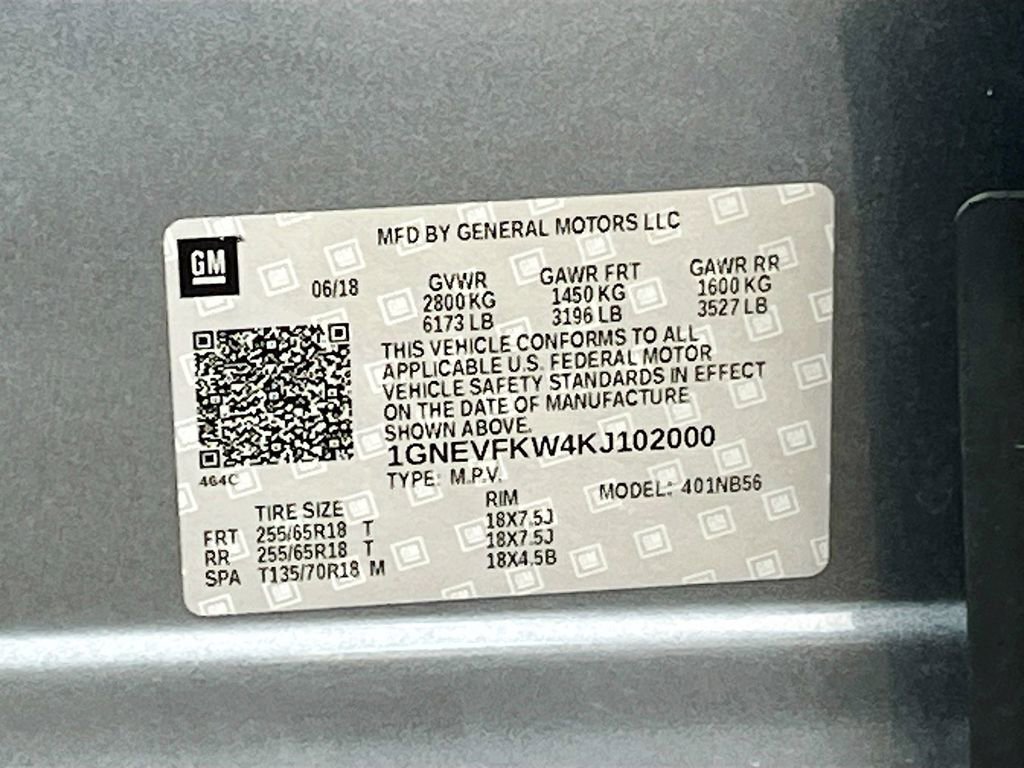 MFD BY GENERAL MOTORS LLC
GM
06/18
GVWR GAWR FRT GAWR RR
2800 KG 1450 KG 1600 KG
6173 LB 3196 LB 3527 LB
THIS VEHICLE CONFORMS TO ALL
APPLICABLE U.S. FEDERAL MOTOR
VEHICLE SAFETY STANDARDS IN EFFECT
ON THE DATE OF MANUFACTURE
SHOWN ABOVE.
1GNEVFKW4KJ102000
464C
TYPE: M.P.V. MODEL: 401NB56
TIRE SIZE RIM
FRT 255/65R18 T 18X7.5J
RR 255/65R18 T 18X7.5J
SPA T135/70R18 M 18X4.5B